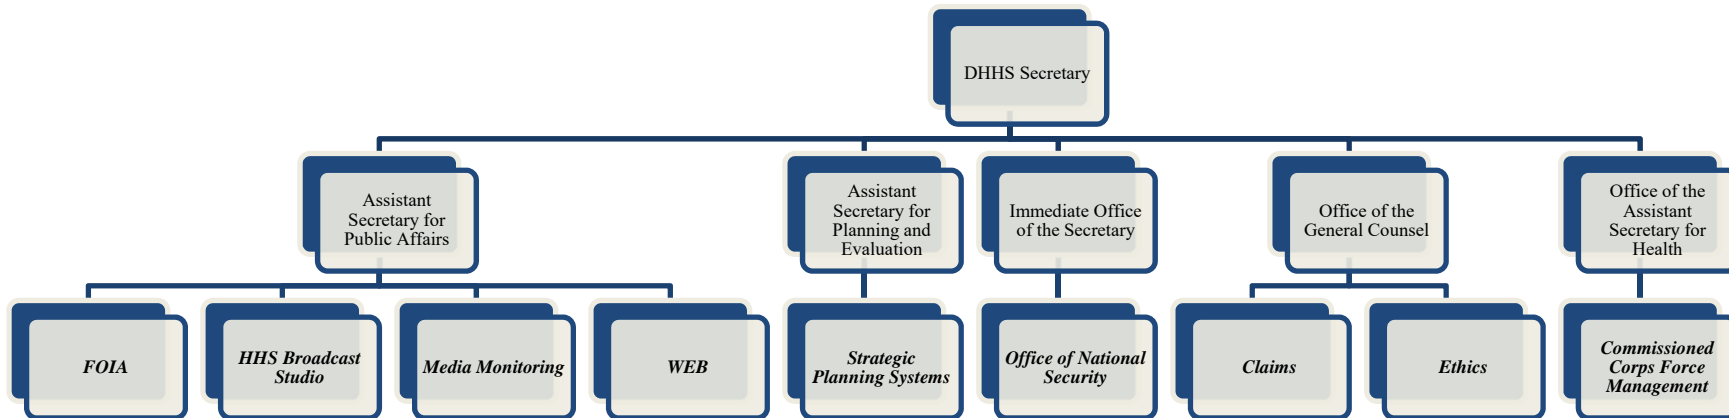 DHHS Secretary
Assistant
Secretary for
Public Affairs
Assistant
Secretary for
Planning and
Evaluation
Immediate Office
of the Secretary
Office of the
General Counsel
Office of the
Assistant
Secretary for
Health
FOIA
HHS Broadcast
Studio
Media Monitoring
WEB
Strategic
Planning Systems
Office of National
Security
Claims
Ethics
Commissioned
Corps Force
Management